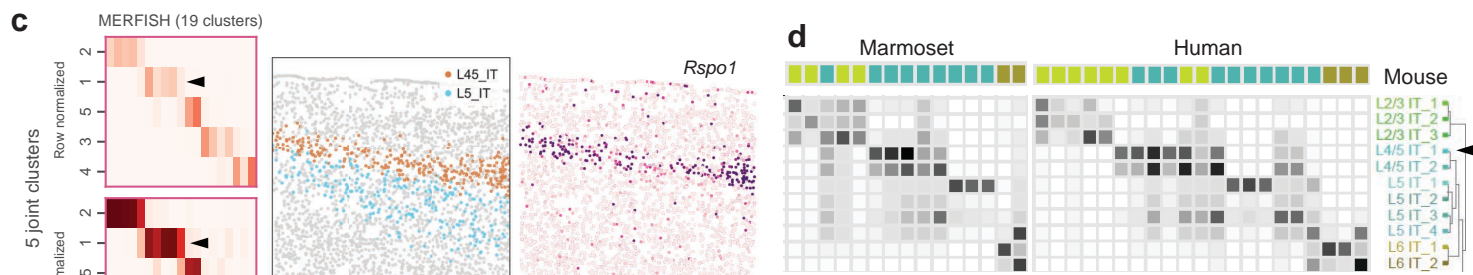 c
MERFISH (19 clusters)
5 joint clusters
Row normalized
2
1
5
3
4
2
1
L45_IT
L5_IT
Rspo1
d
Marmoset
Human
Mouse
L2/3 IT_1
L2/3 IT_2
L2/3 IT_3
L4/5 IT_1
L4/5 IT_2
L5 IT_1
L5 IT_2
L5 IT_3
L5 IT_4
L6 IT_1
L6 IT_2